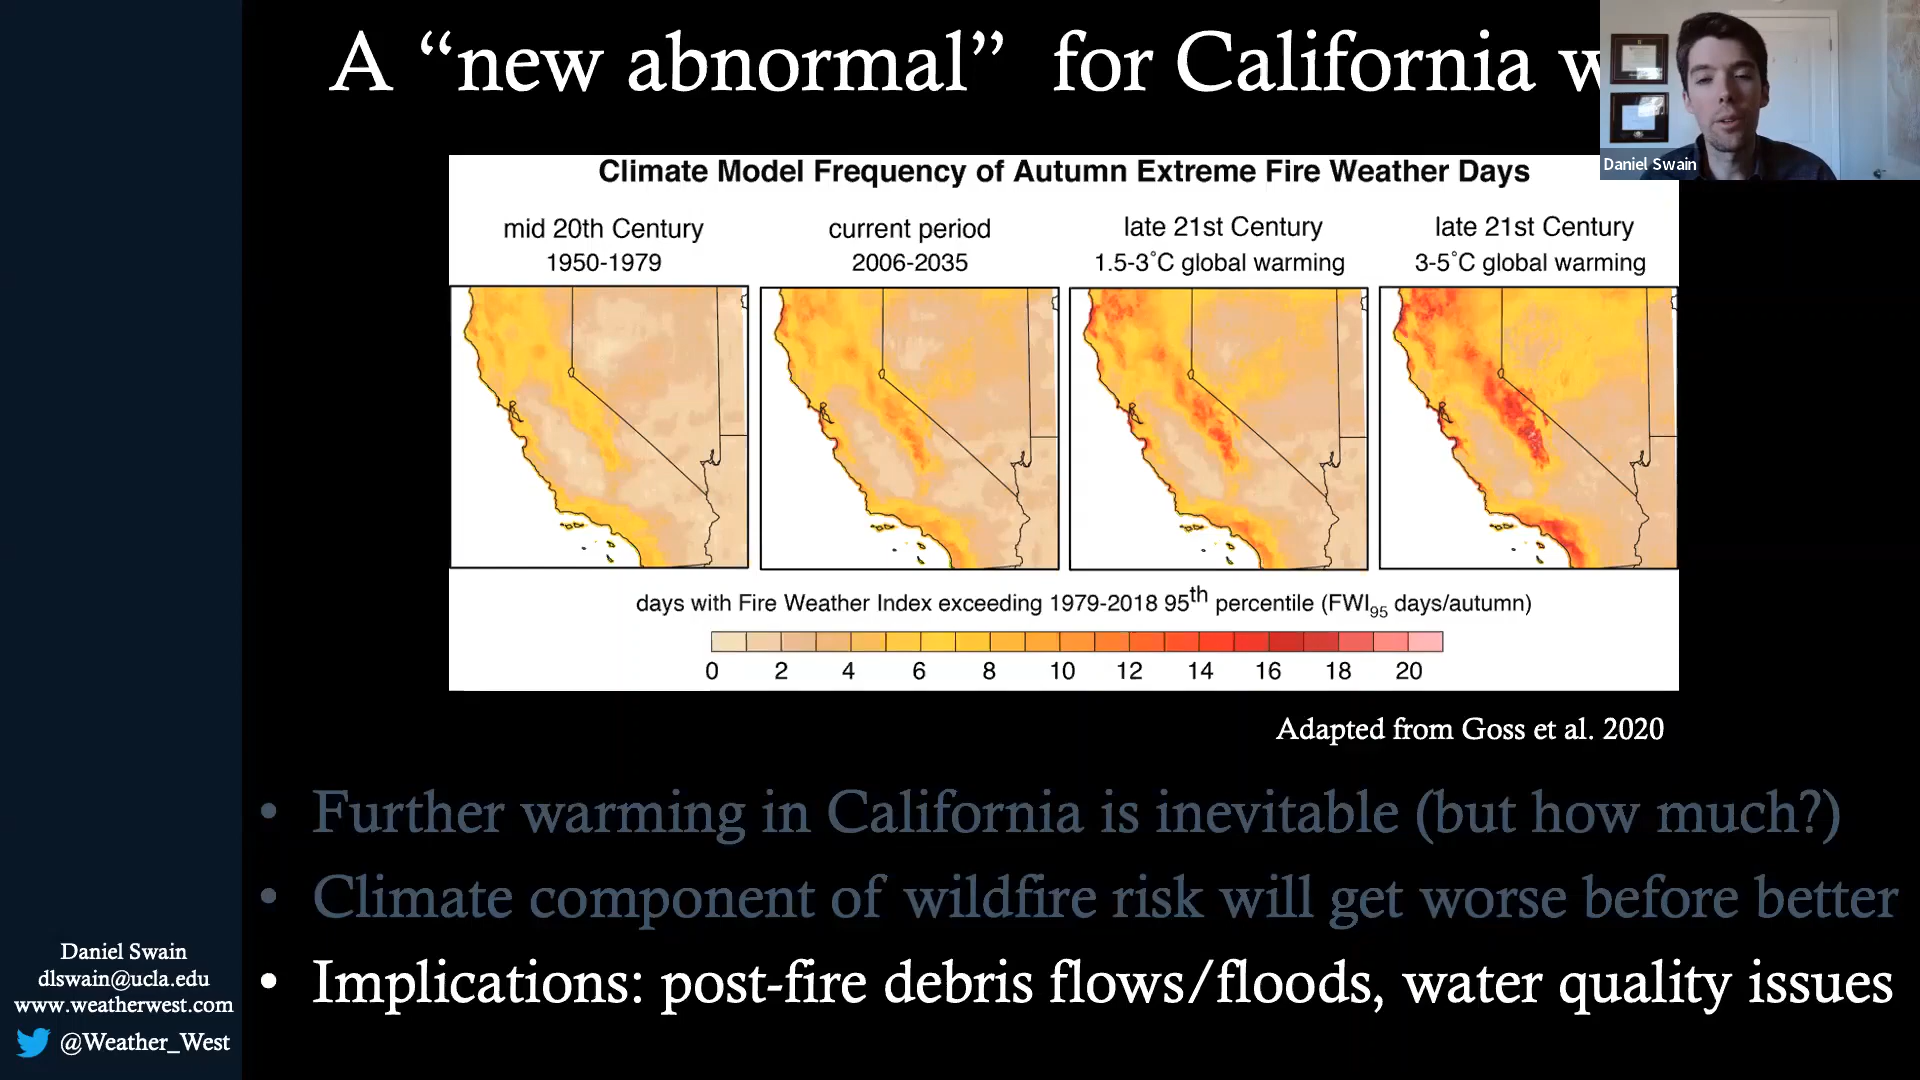 A “new abnormal” for California w
Daniel Swain
Climate Model Frequency of Autumn Extreme Fire Weather Days
mid 20th Century
1950-1979
current period
2006-2035
late 21st Century
1.5-3˚C global warming
late 21st Century
3-5˚C global warming
days with Fire Weather Index exceeding 1979-2018 95th percentile (FWI95 days/autumn)
0 2 4 6 8 10 12 14 16 18 20
Adapted from Goss et al. 2020
• Further warming in California is inevitable (but how much?)
• Climate component of wildfire risk will get worse before better
• Implications: post-fire debris flows/floods, water quality issues
Daniel Swain
dlswain@ucla.edu
www.weatherwest.com
@Weather_West